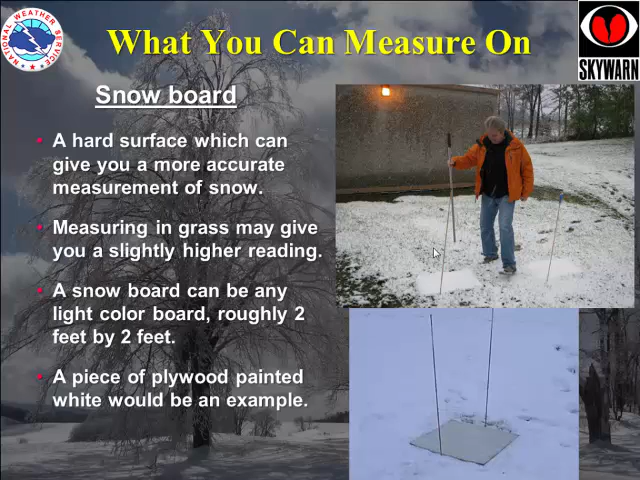 What You Can Measure On
NATIONAL WEATHER SERVICE
SKYWARN
Snow board
• A hard surface which can
give you a more accurate
measurement of snow.
• Measuring in grass may give
you a slightly higher reading.
• A snow board can be any
light color board, roughly 2
feet by 2 feet.
• A piece of plywood painted
white would be an example.